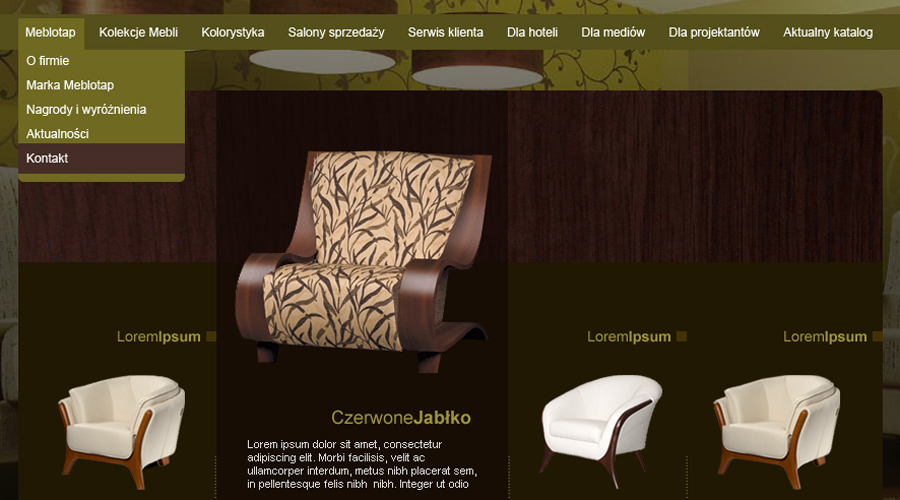 Meblotap Kolekcje Mebli Kolorystyka Salony sprzedaży Serwis klienta Dla hoteli Dla mediów Dla projektantów Aktualny katalog
O firmie
Marka Meblotap
Nagrody i wyróżnienia
Aktualności
Kontakt
LoremIpsum
LoremIpsum
LoremIpsum
CzerwoneJabłko
Lorem ipsum dolor sit amet, consectetur
adipiscing elit. Morbi facilisis, velit ac
ullamcorper interdum, metus nibh placerat sem,
in pellentesque felis nibh nibh. Integer ut odio